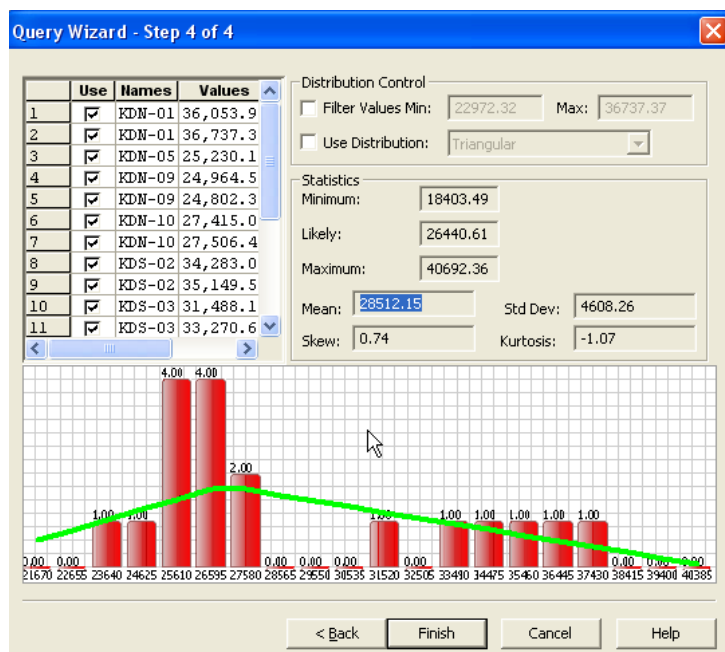 Query Wizard - Step 4 of 4
Use Names Values
1 KDN-01 36,053.9
2 KDN-01 36,737.3
3 KDN-05 25,230.1
4 KDN-09 24,964.5
5 KDN-09 24,802.3
6 KDN-10 27,415.0
7 KDN-10 27,506.4
8 KDS-02 34,283.0
9 KDS-02 35,149.5
10 KDS-03 31,488.1
11 KDS-03 33,270.6
Distribution Control
Filter Values Min: 22972.32 Max: 36737.37
Use Distribution: Triangular
Statistics
Minimum: 18403.49
Likely: 26440.61
Maximum: 40692.36
Mean: 28512.15 Std Dev: 4608.26
Skew: 0.74 Kurtosis: -1.07
4.00 4.00
2.00
1.00 1.00 1.00 1.00 1.00 1.00 1.00
0.00 0.00 0.00 0.00 0.00 0.00 0.00 0.00 0.00
21670 22655 23640 24625 25610 26595 27580 28565 29550 30535 31520 32505 33490 34475 35460 36445 37430 38415 39400 40385
< Back Finish Cancel Help